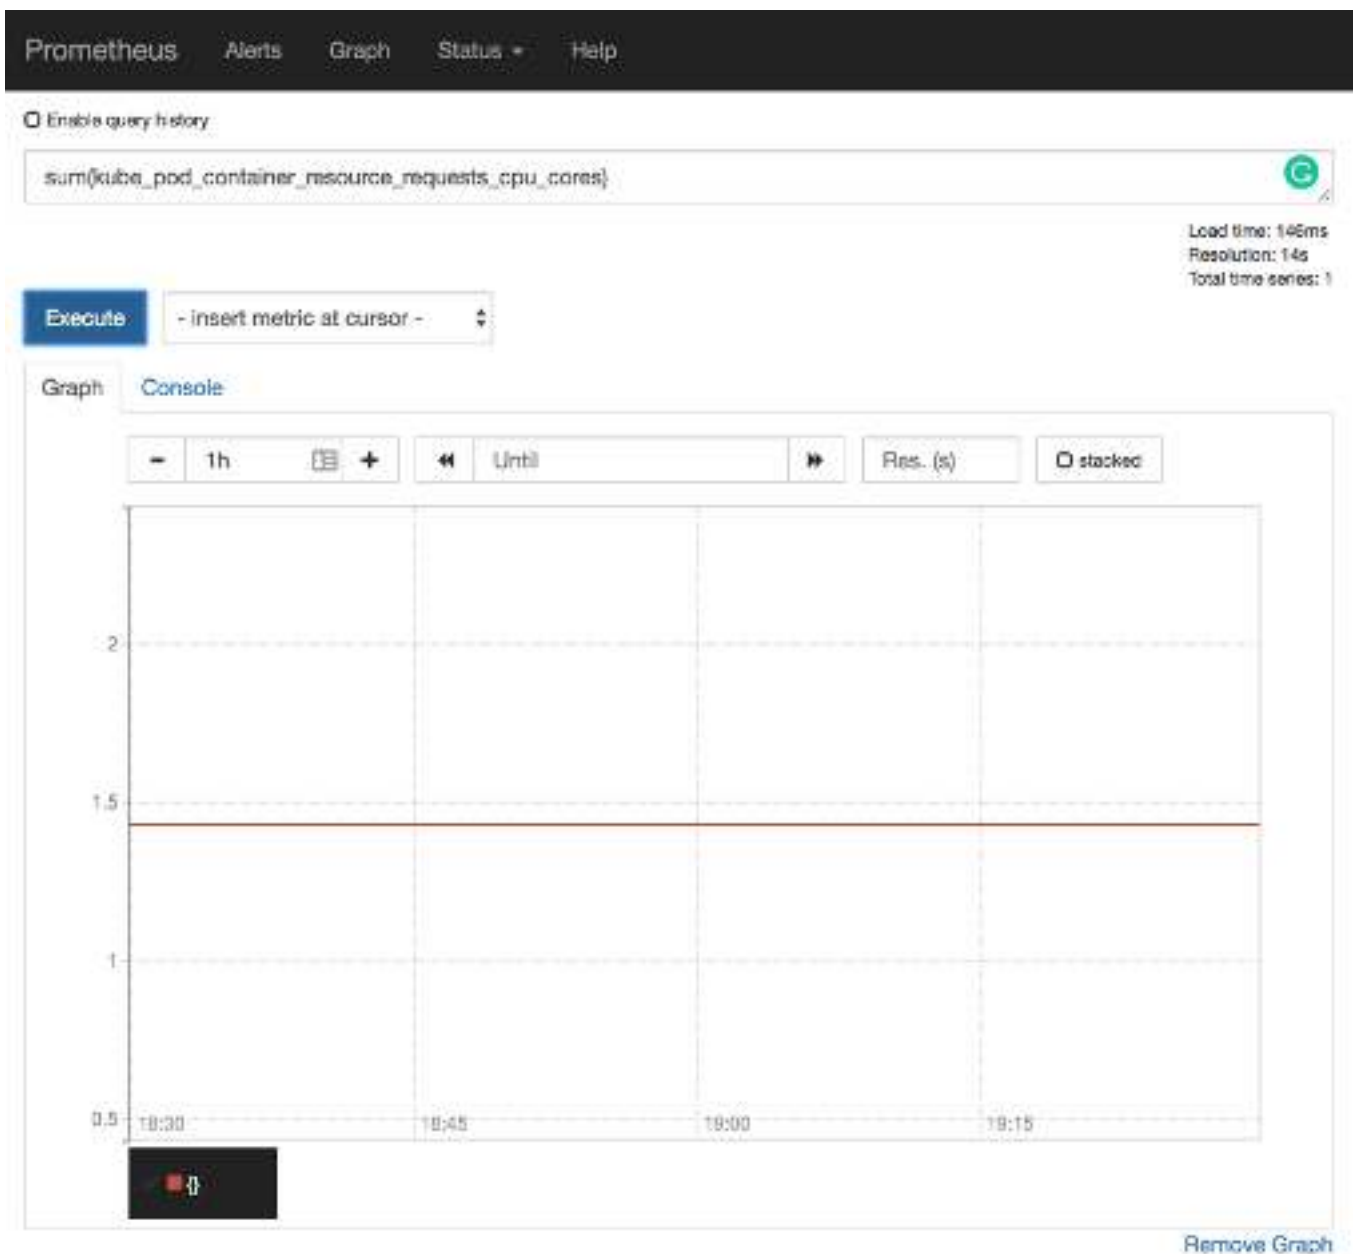 Prometheus Alerts Graph Status Help
Enable query history
sum(kube_pod_container_resource_requests_cpu_cores)
Load time: 146ms
Resolution: 14s
Total time series: 1
Execute - insert metric at cursor -
Graph Console
- 1h + Until Res. (s) stacked
2
1.5
1
0.5
18:30 18:45 19:00 19:15
{}
Remove Graph